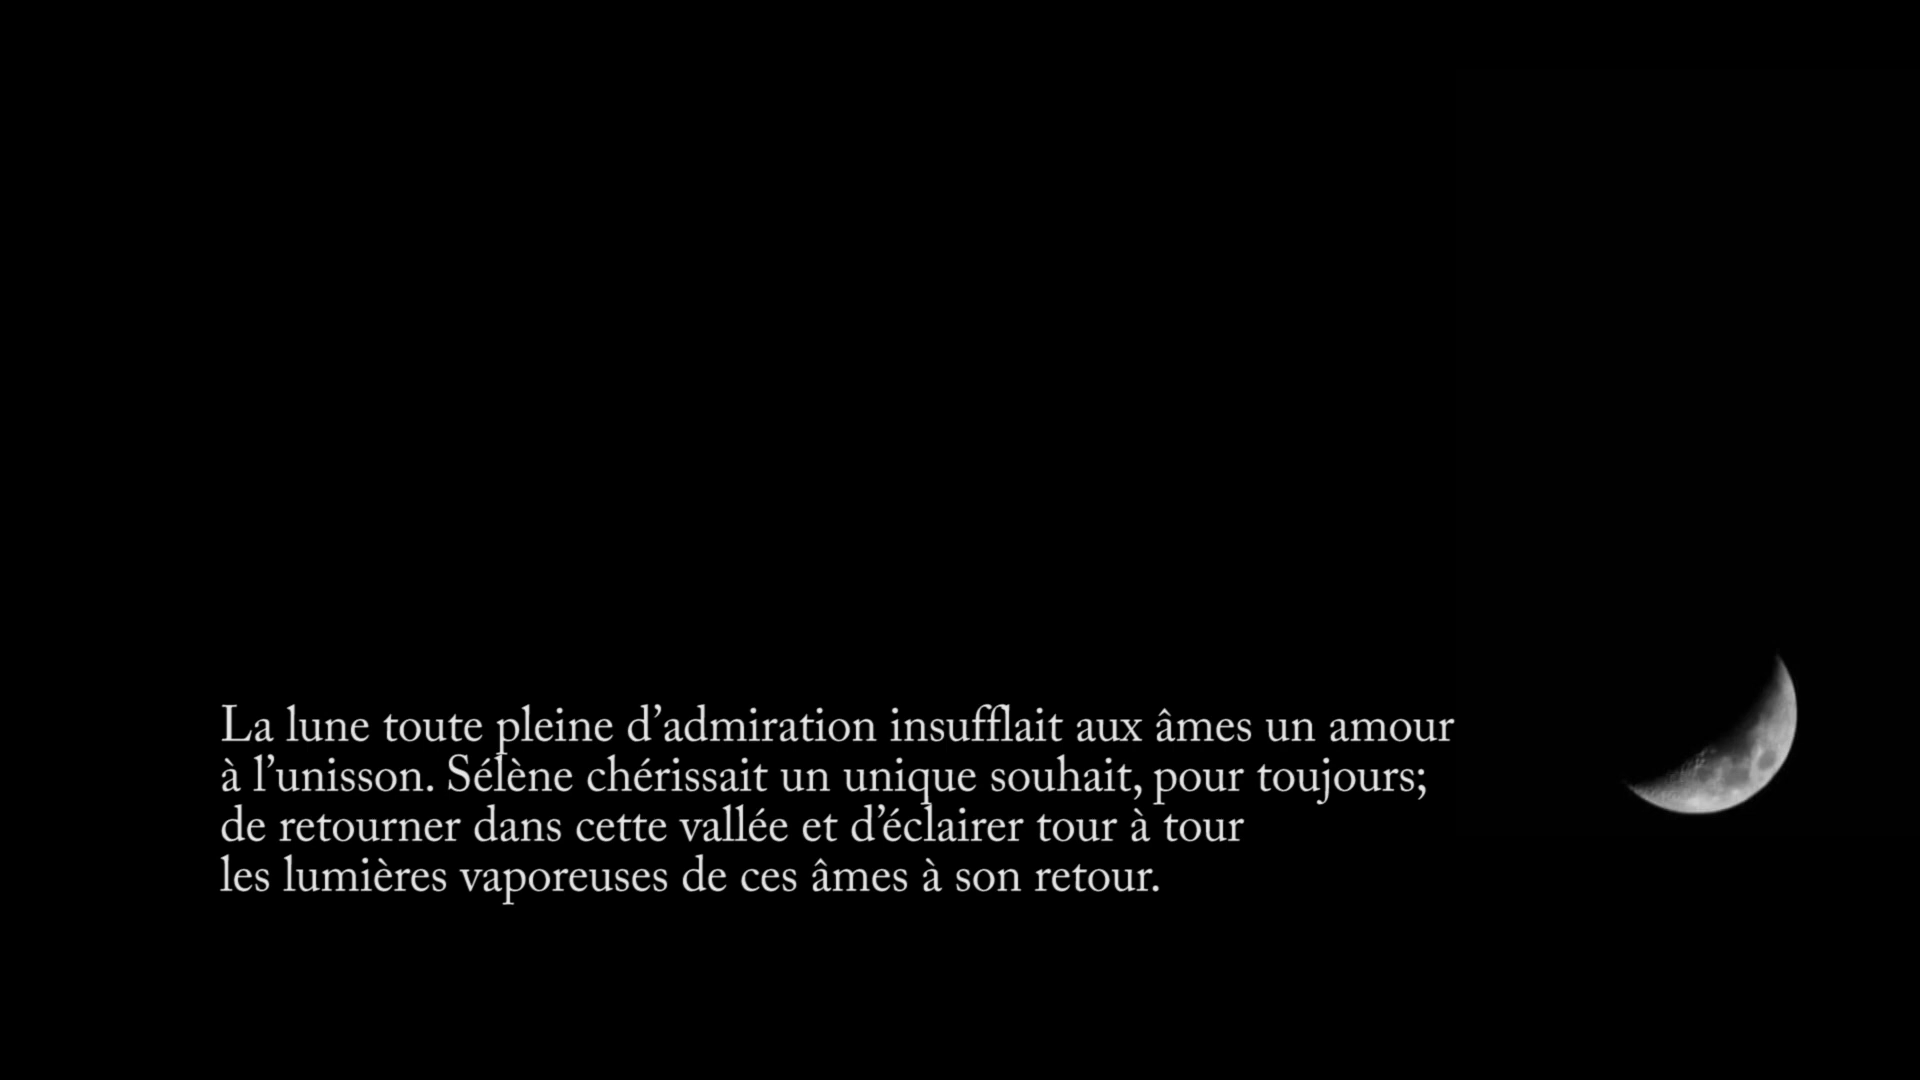 La lune toute pleine d’admiration insufflait aux âmes un amour
à l’unisson. Sélène chérissait un unique souhait, pour toujours;
de retourner dans cette vallée et d’éclairer tour à tour
les lumières vaporeuses de ces âmes à son retour.